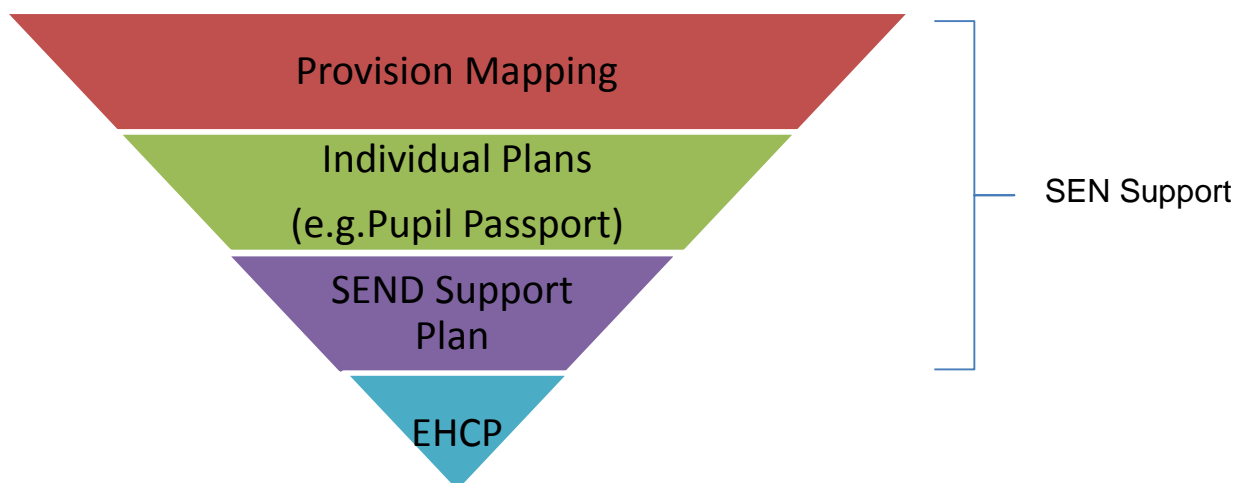 Provision Mapping
Individual Plans
(e.g.Pupil Passport)
SEND Support
Plan
EHCP
SEN Support